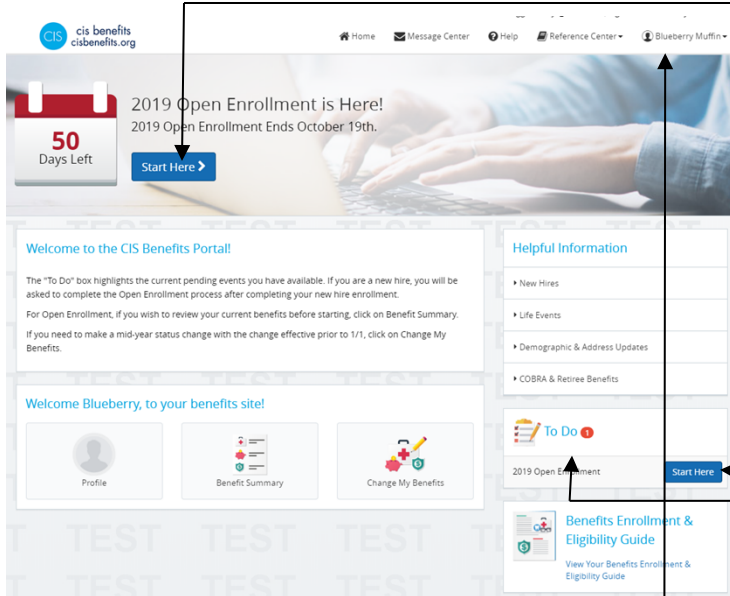 CIS cis benefits
cisbenefits.org
Home Message Center Help Reference Center Blueberry Muffin
2019 Open Enrollment is Here!
2019 Open Enrollment Ends October 19th.
50
Days Left
Start Here
Welcome to the CIS Benefits Portal!
The "To Do" box highlights the current pending events you have available. If you are a new hire, you will be
asked to complete the Open Enrollment process after completing your new hire enrollment.
For Open Enrollment, if you wish to review your current benefits before starting, click on Benefit Summary.
If you need to make a mid-year status change with the change effective prior to 1/1, click on Change My
Benefits.
Welcome Blueberry, to your benefits site!
Profile
Benefit Summary
Change My Benefits
Helpful Information
New Hires
Life Events
Demographic & Address Updates
COBRA & Retiree Benefits
To Do 1
2019 Open Enrollment Start Here
Benefits Enrollment &
Eligibility Guide
View Your Benefits Enrollment &
Eligibility Guide
TEST TEST TEST TEST
TEST TEST TEST